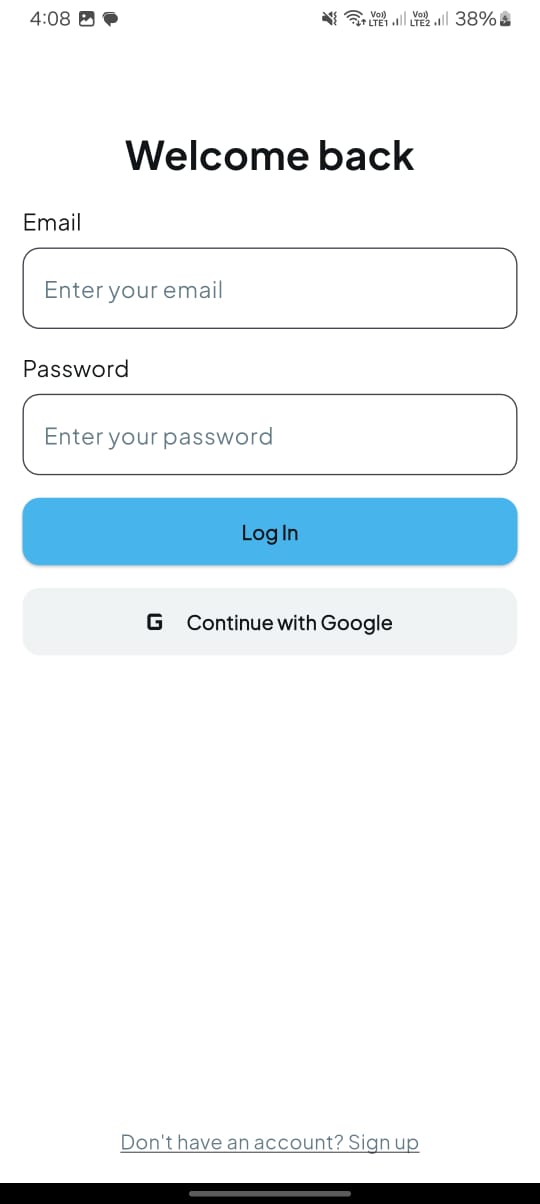 4:08 Vo)) LTE1 Vo)) LTE2 38%
Welcome back
Email
Enter your email
Password
Enter your password
Log In
G Continue with Google
Don't have an account? Sign up